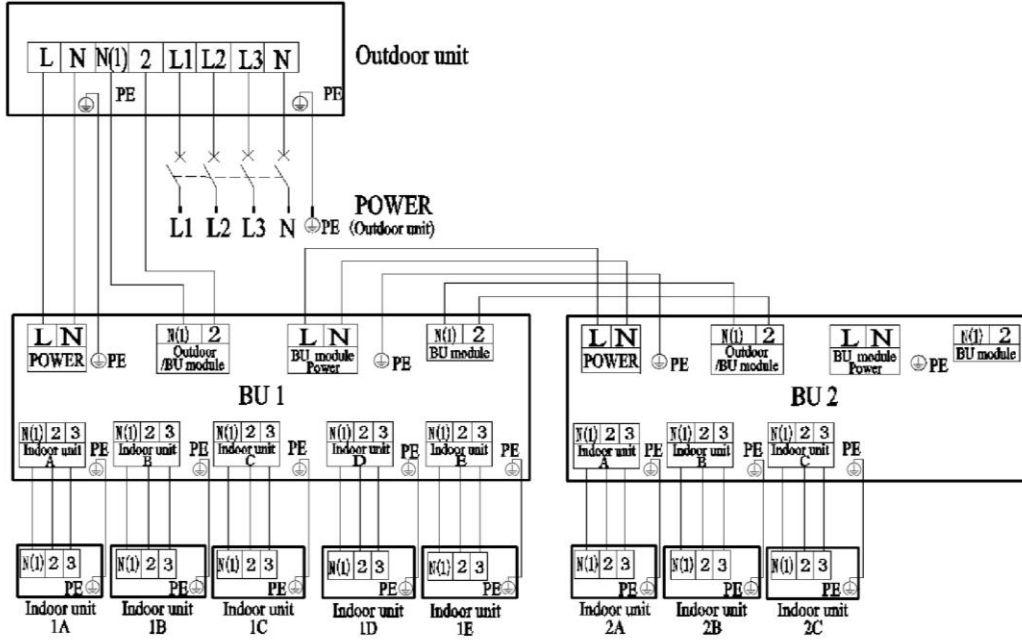 L N N(1) 2 L1 L2 L3 N
Outdoor unit
PE PE
L1 L2 L3 N PE
POWER
(Outdoor unit)
L N
POWER
PE
N(1) 2
Outdoor
/BU module
L N
BU module
Power
PE
N(1) 2
BU module
BU 1
N(1) 2 3
Indoor unit
A
PE
N(1) 2 3
Indoor unit
B
PE
N(1) 2 3
Indoor unit
C
PE
N(1) 2 3
Indoor unit
D
PE
N(1) 2 3
Indoor unit
E
PE
L N
POWER
PE
N(1) 2
Outdoor
/BU module
L N
BU module
Power
PE
N(1) 2
BU module
BU 2
N(1) 2 3
Indoor unit
A
PE
N(1) 2 3
Indoor unit
B
PE
N(1) 2 3
Indoor unit
C
PE
N(1) 2 3
PE
Indoor unit
1A
N(1) 2 3
PE
Indoor unit
1B
N(1) 2 3
PE
Indoor unit
1C
N(1) 2 3
PE
Indoor unit
1D
N(1) 2 3
PE
Indoor unit
1E
N(1) 2 3
PE
Indoor unit
2A
N(1) 2 3
PE
Indoor unit
2B
N(1) 2 3
PE
Indoor unit
2C